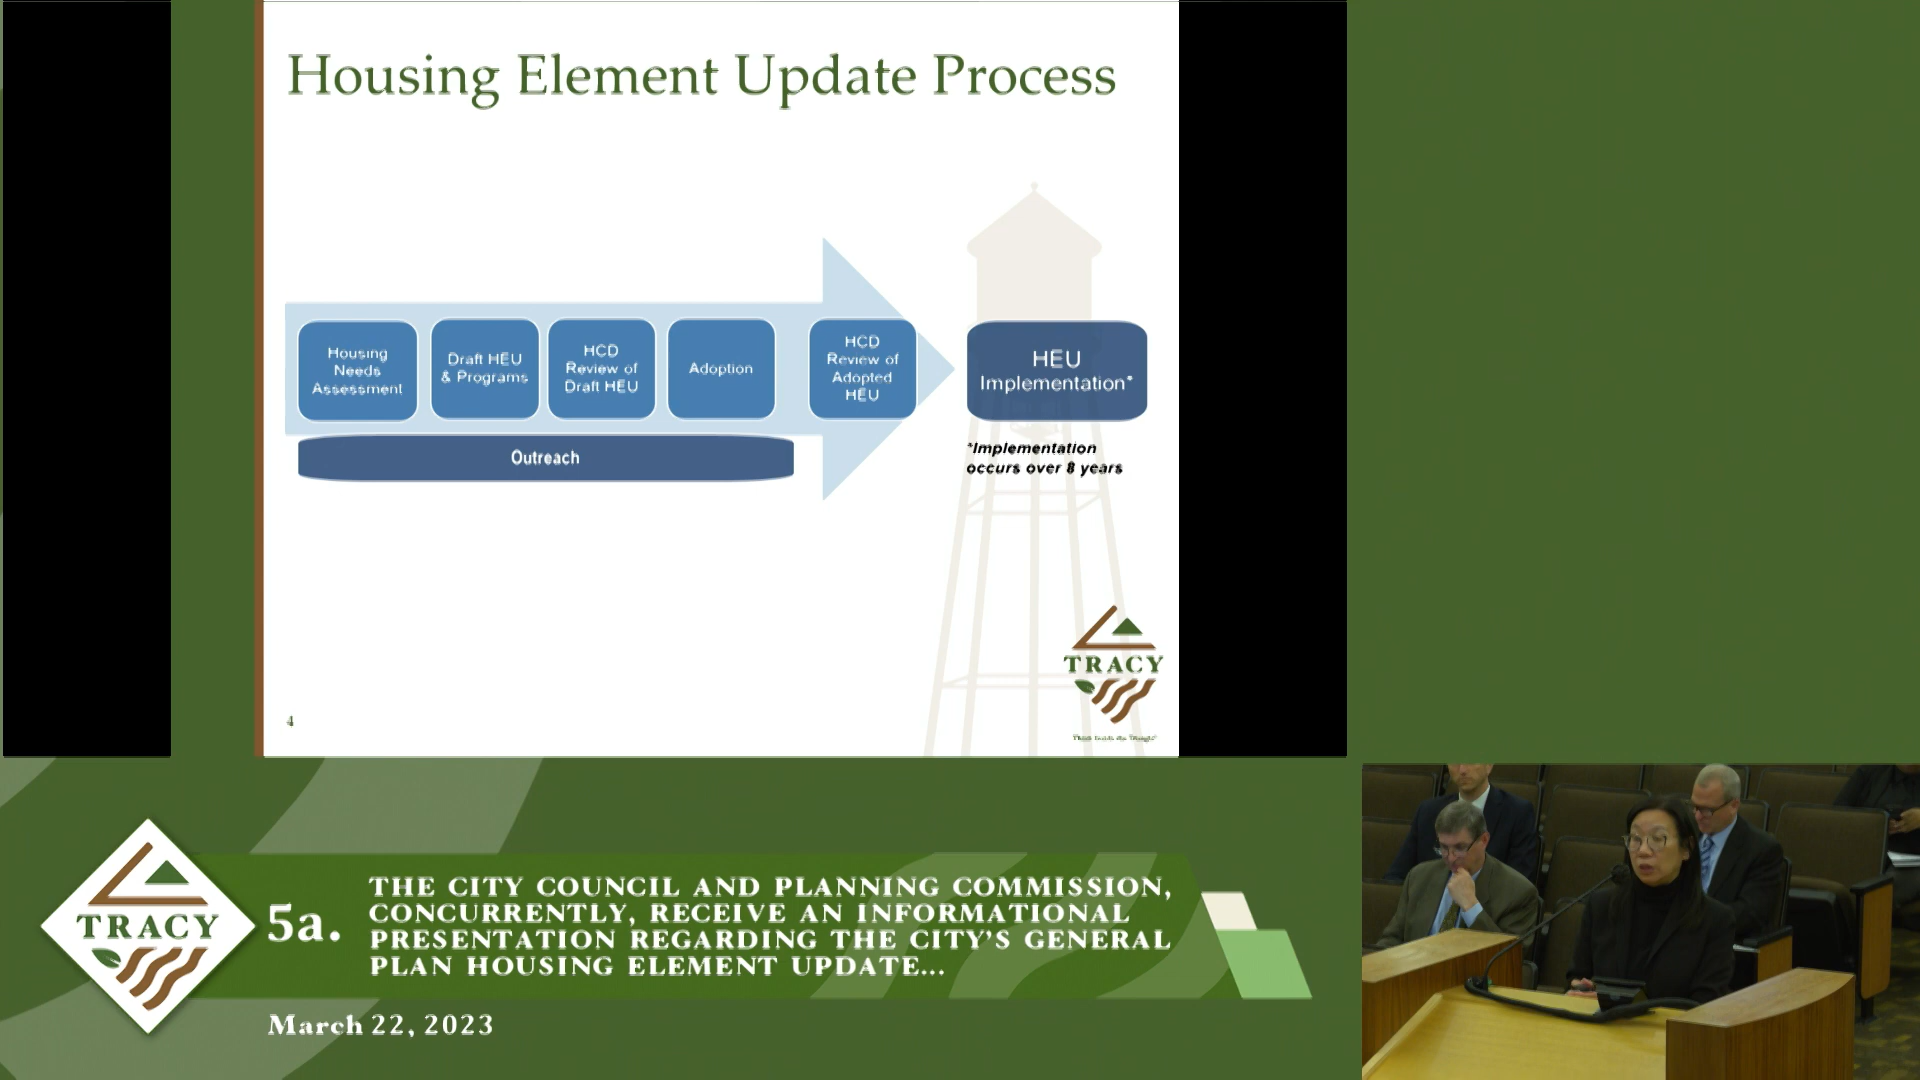 Housing Element Update Process
Housing
Needs
Assessment
Draft HEU
& Programs
HCD
Review of
Draft HEU
Adoption
HCD
Review of
Adopted
HEU
HEU
Implementation*
Outreach
*Implementation
occurs over 8 years
TRACY
4
TRACY
5a.
THE CITY COUNCIL AND PLANNING COMMISSION,
CONCURRENTLY, RECEIVE AN INFORMATIONAL
PRESENTATION REGARDING THE CITY'S GENERAL
PLAN HOUSING ELEMENT UPDATE...
March 22, 2023